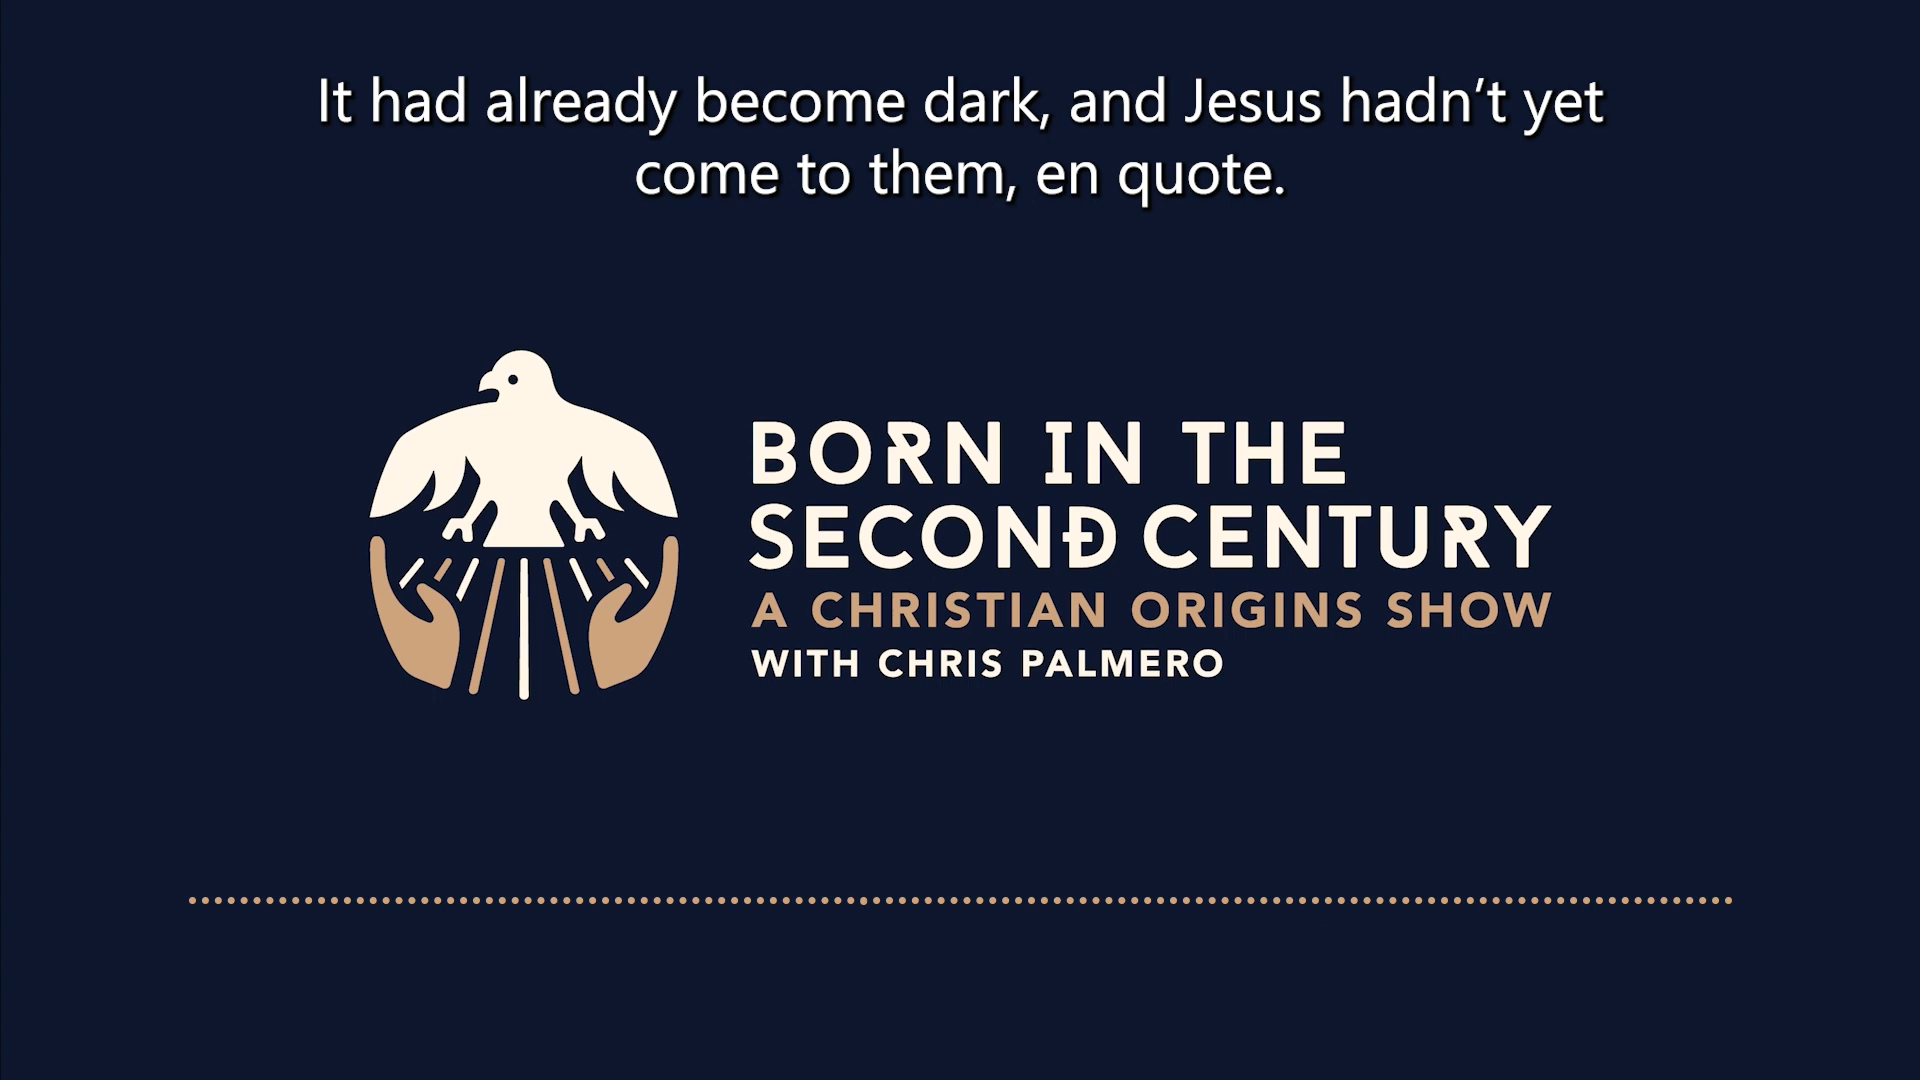 It had already become dark, and Jesus hadn’t yet
come to them, en quote.
BORN IN THE
SECOND CENTURY
A CHRISTIAN ORIGINS SHOW
WITH CHRIS PALMERO